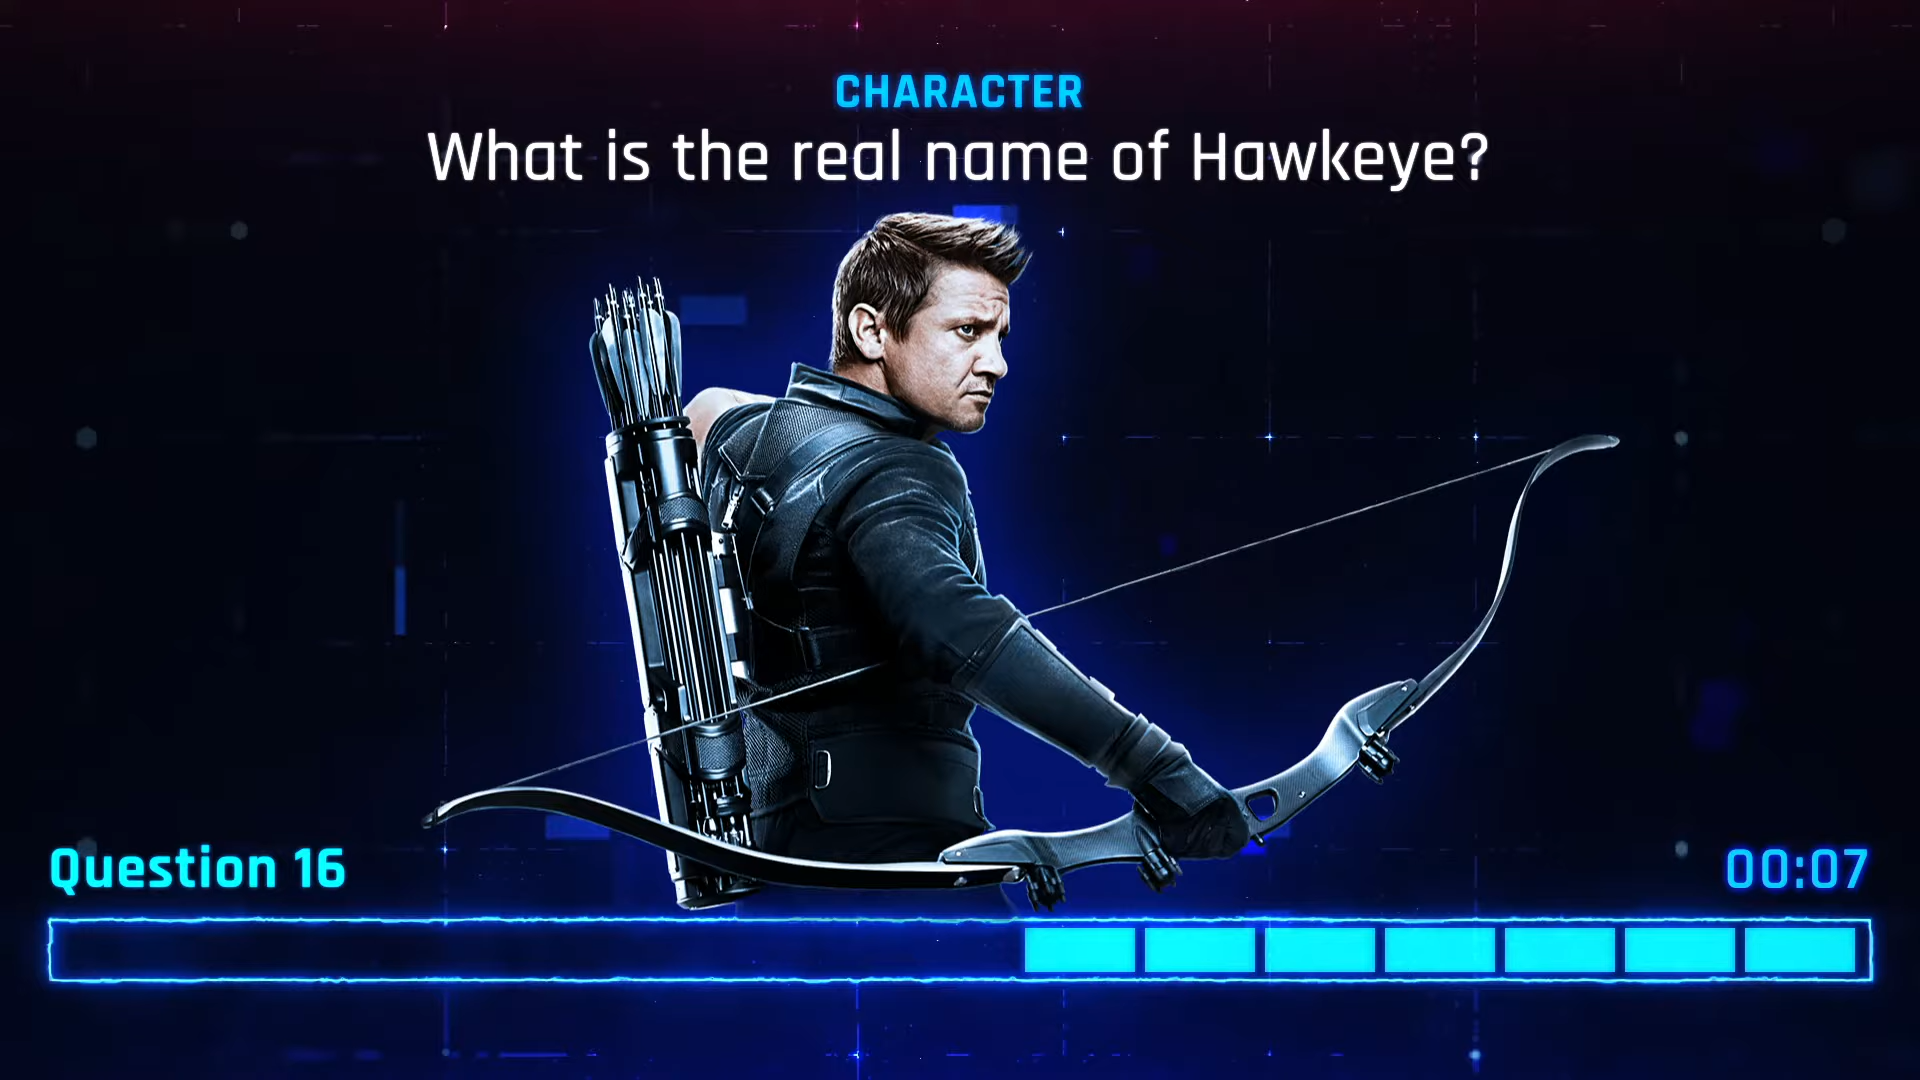 CHARACTER
What is the real name of Hawkeye?
Question 16
00:07